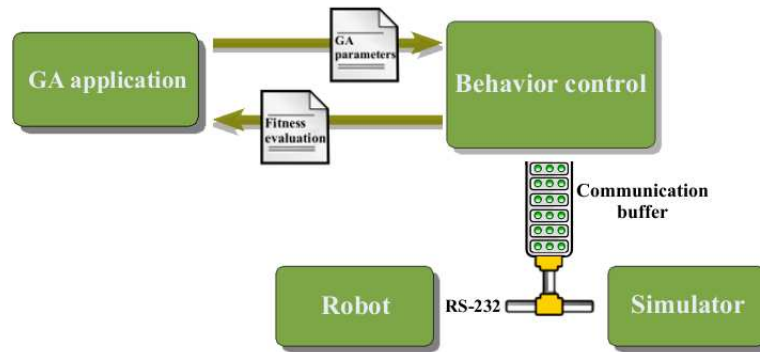 GA application
GA
parameters
Behavior control
Fitness
evaluation
Communication
buffer
Robot
RS-232
Simulator